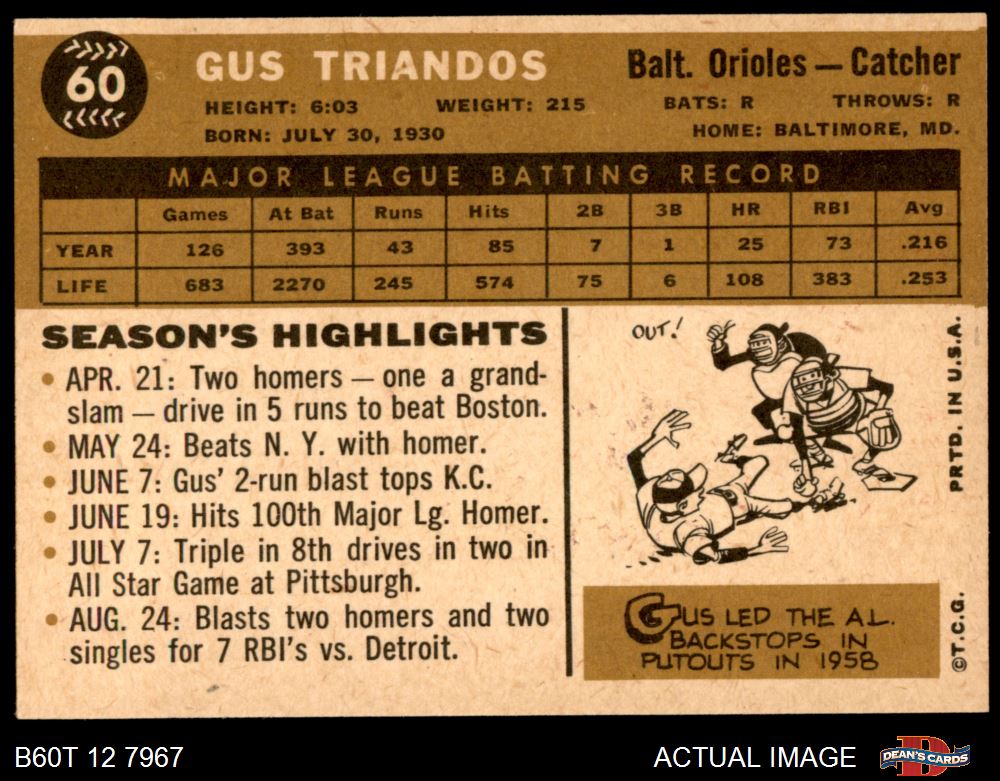 60
GUS TRIANDOS
Balt. Orioles — Catcher
HEIGHT: 6:03 WEIGHT: 215 BATS: R THROWS: R
BORN: JULY 30, 1930 HOME: BALTIMORE, MD.
MAJOR LEAGUE BATTING RECORD
Games At Bat Runs Hits 2B 3B HR RBI Avg
YEAR 126 393 43 85 7 1 25 73 .216
LIFE 683 2270 245 574 75 6 108 383 .253
SEASON'S HIGHLIGHTS
• APR. 21: Two homers — one a grand-
slam — drive in 5 runs to beat Boston.
• MAY 24: Beats N. Y. with homer.
• JUNE 7: Gus' 2-run blast tops K.C.
• JUNE 19: Hits 100th Major Lg. Homer.
• JULY 7: Triple in 8th drives in two in
All Star Game at Pittsburgh.
• AUG. 24: Blasts two homers and two
singles for 7 RBI's vs. Detroit.
OUT!
GUS LED THE A.L.
BACKSTOPS IN
PUTOUTS IN 1958
©T.C.G. PRTD. IN U.S.A.
B60T 12 7967
ACTUAL IMAGE
DEAN'S CARDS